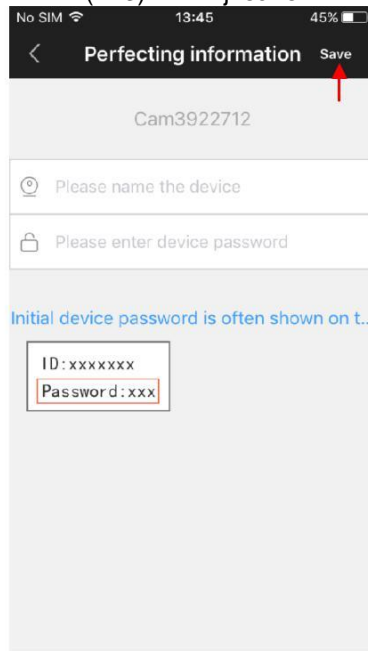 No SIM 13:45 45%
Perfecting information Save
Cam3922712
Please name the device
Please enter device password
Initial device password is often shown on t..
ID:xxxxxxx
Password:xxx